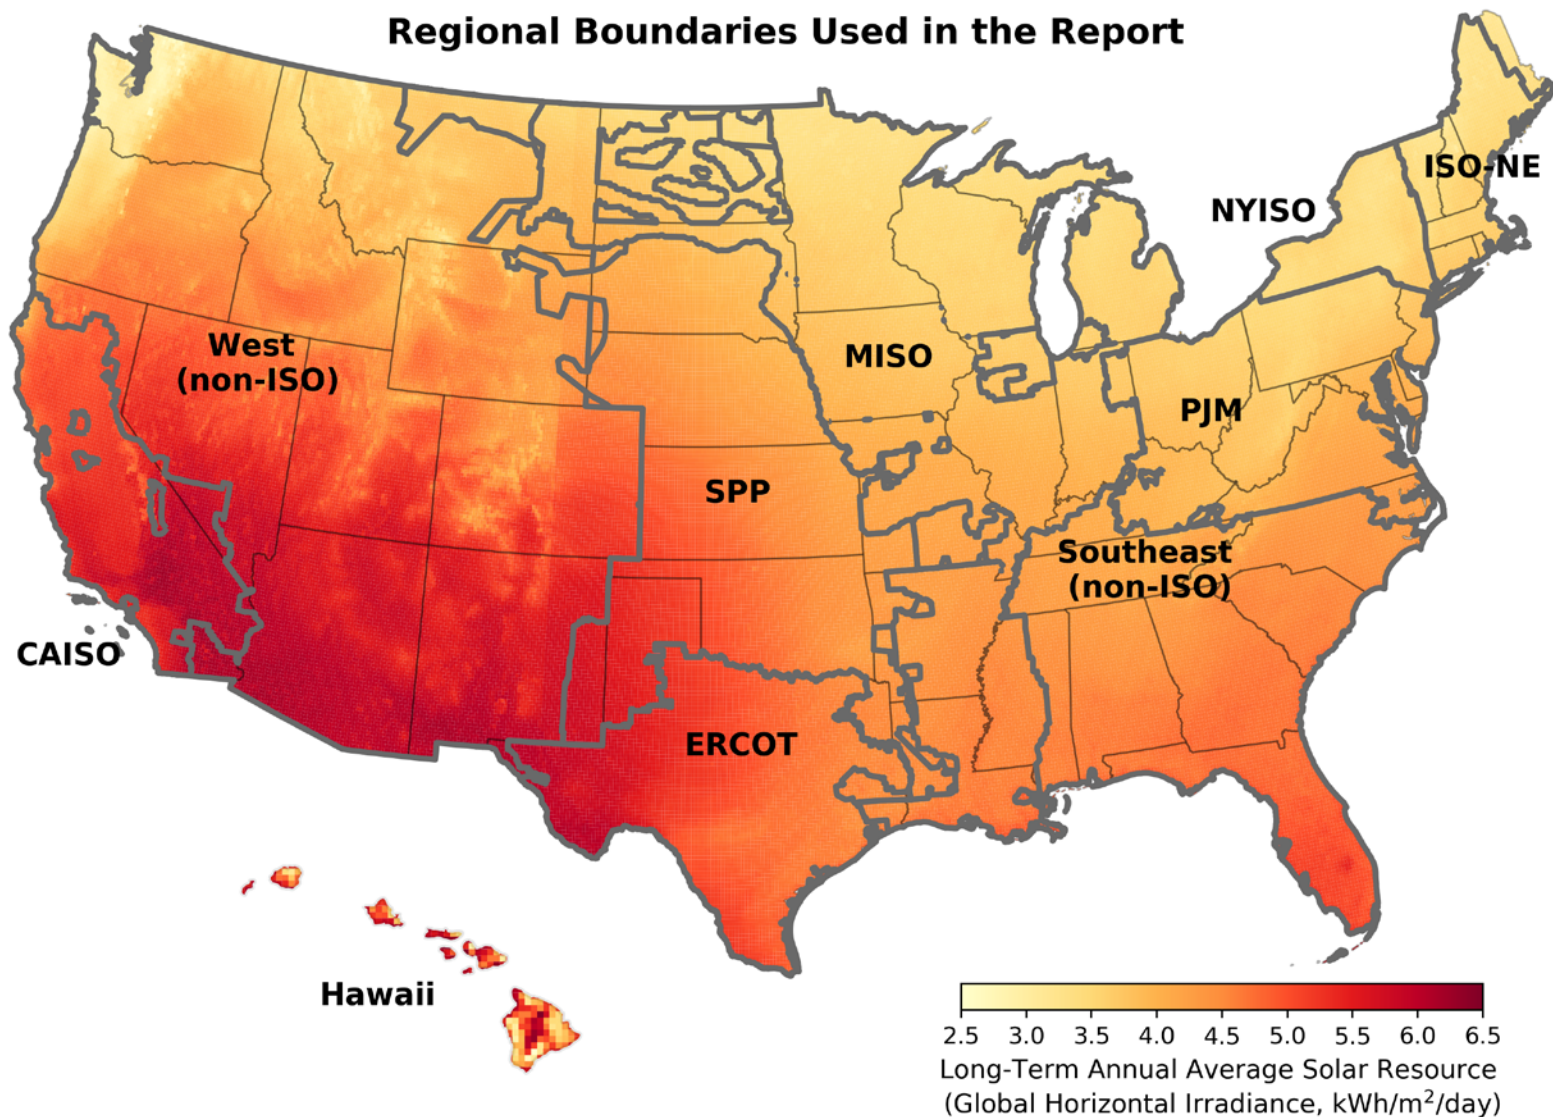 Regional Boundaries Used in the Report
ISO-NE
NYISO
West
(non-ISO)
MISO
PJM
SPP
Southeast
(non-ISO)
CAISO
ERCOT
Hawaii
2.5 3.0 3.5 4.0 4.5 5.0 5.5 6.0 6.5
Long-Term Annual Average Solar Resource
(Global Horizontal Irradiance, kWh/m²/day)